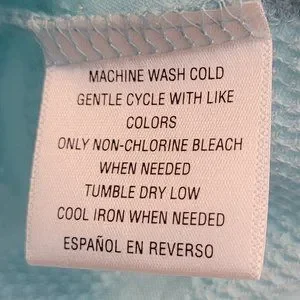 MACHINE WASH COLD
GENTLE CYCLE WITH LIKE
COLORS
ONLY NON-CHLORINE BLEACH
WHEN NEEDED
TUMBLE DRY LOW
COOL IRON WHEN NEEDED
ESPAÑOL EN REVERSO